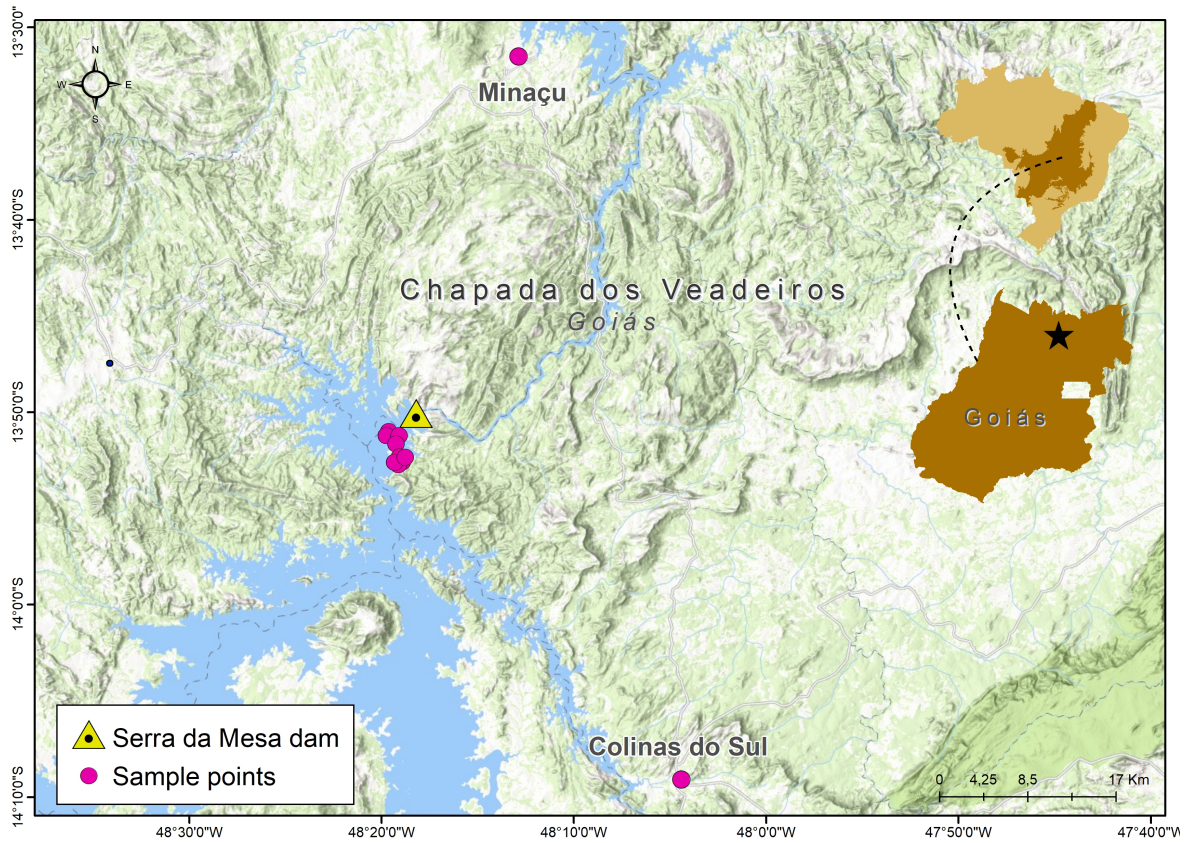 13°30'0"S
N
W
E
S
Minaçu
13°40'0"S
Chapada dos Veadeiros
Goiás
13°50'0"S
Goiás
14°0'0"S
Serra da Mesa dam
Sample points
Colinas do Sul
0 4,25 8,5 17 Km
14°10'0"S
48°30'0"W 48°20'0"W 48°10'0"W 48°0'0"W 47°50'0"W 47°40'0"W